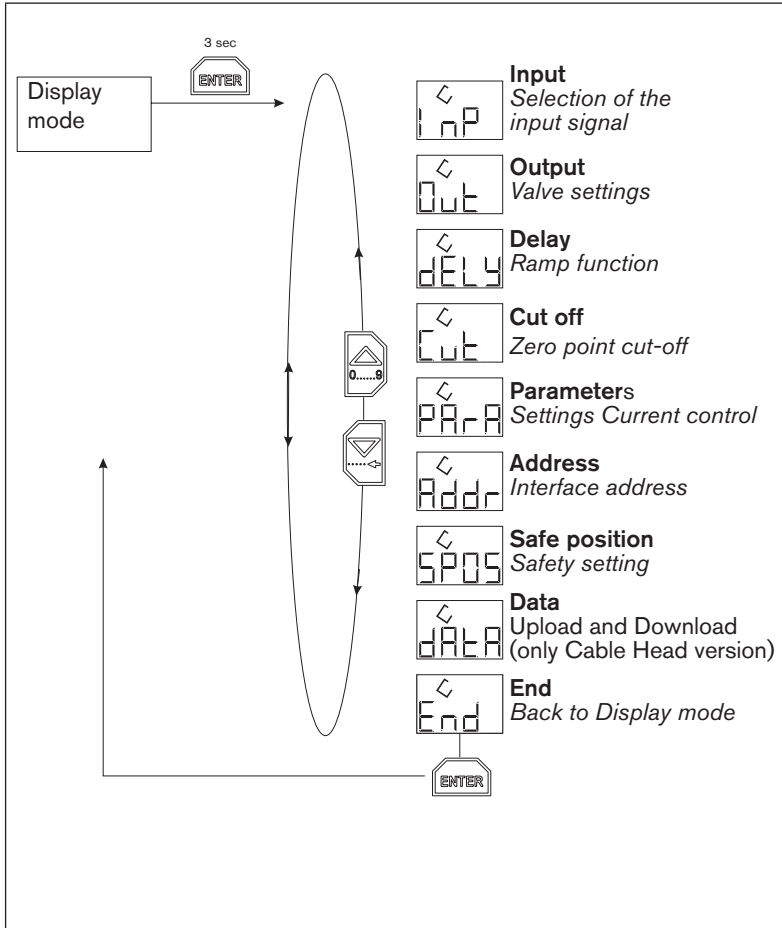 3 sec
ENTER
Display
mode
InP
Input
Selection of the
input signal
Out
Output
Valve settings
dELY
Delay
Ramp function
0......9
Cut
Cut off
Zero point cut-off
PArA
Parameters
Settings Current control
Addr
Address
Interface address
SPOS
Safe position
Safety setting
dAtA
Data
Upload and Download
(only Cable Head version)
End
End
Back to Display mode
ENTER